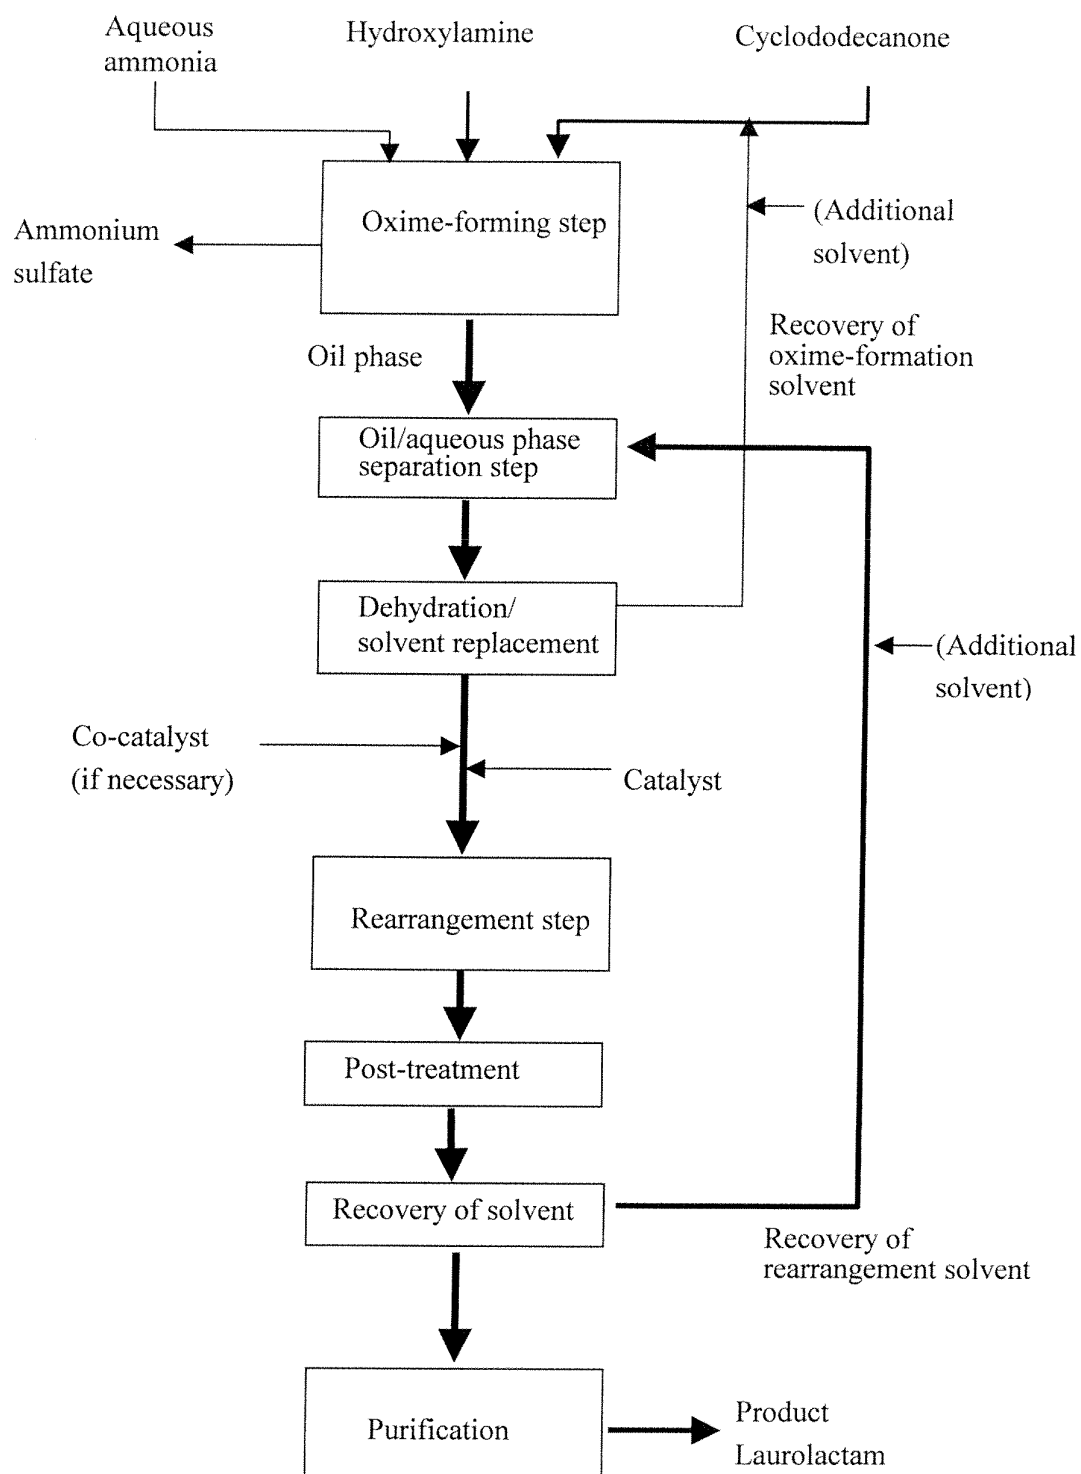 Aqueous
ammonia
Hydroxylamine
Cyclododecanone
Oxime-forming step
(Additional
solvent)
Ammonium
sulfate
Recovery of
oxime-formation
solvent
Oil phase
Oil/aqueous phase
separation step
Dehydration/
solvent replacement
(Additional
solvent)
Co-catalyst
(if necessary)
Catalyst
Rearrangement step
Post-treatment
Recovery of solvent
Recovery of
rearrangement solvent
Purification
Product
Laurolactam